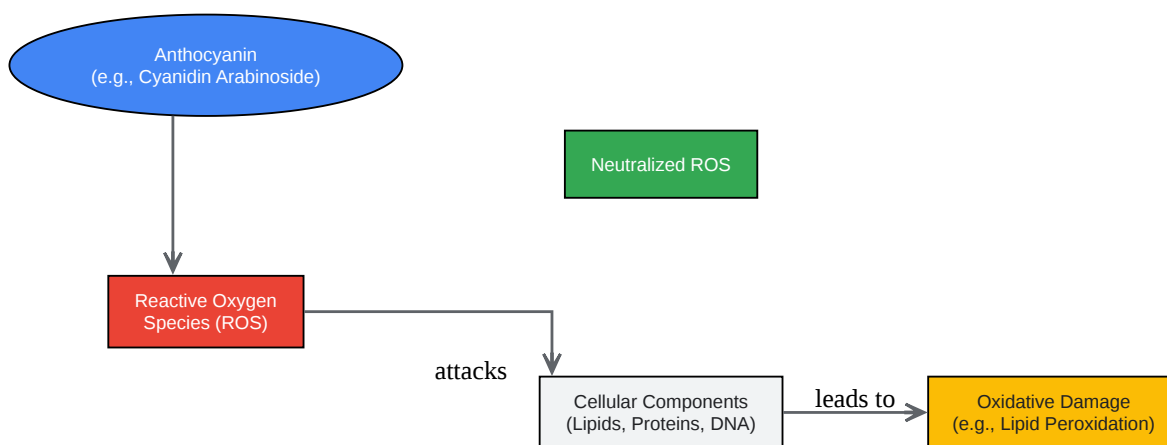 Anthocyanin
(e.g., Cyanidin Arabinoside)
Neutralized ROS
Reactive Oxygen
Species (ROS)
attacks
Cellular Components
(Lipids, Proteins, DNA)
leads to
Oxidative Damage
(e.g., Lipid Peroxidation)